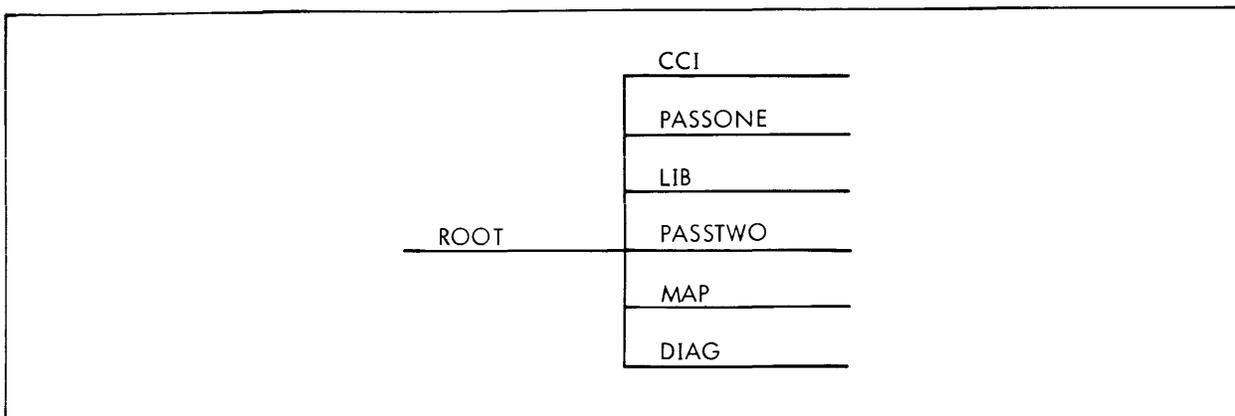 CCI
PASSONE
LIB
ROOT
PASSTWO
MAP
DIAG